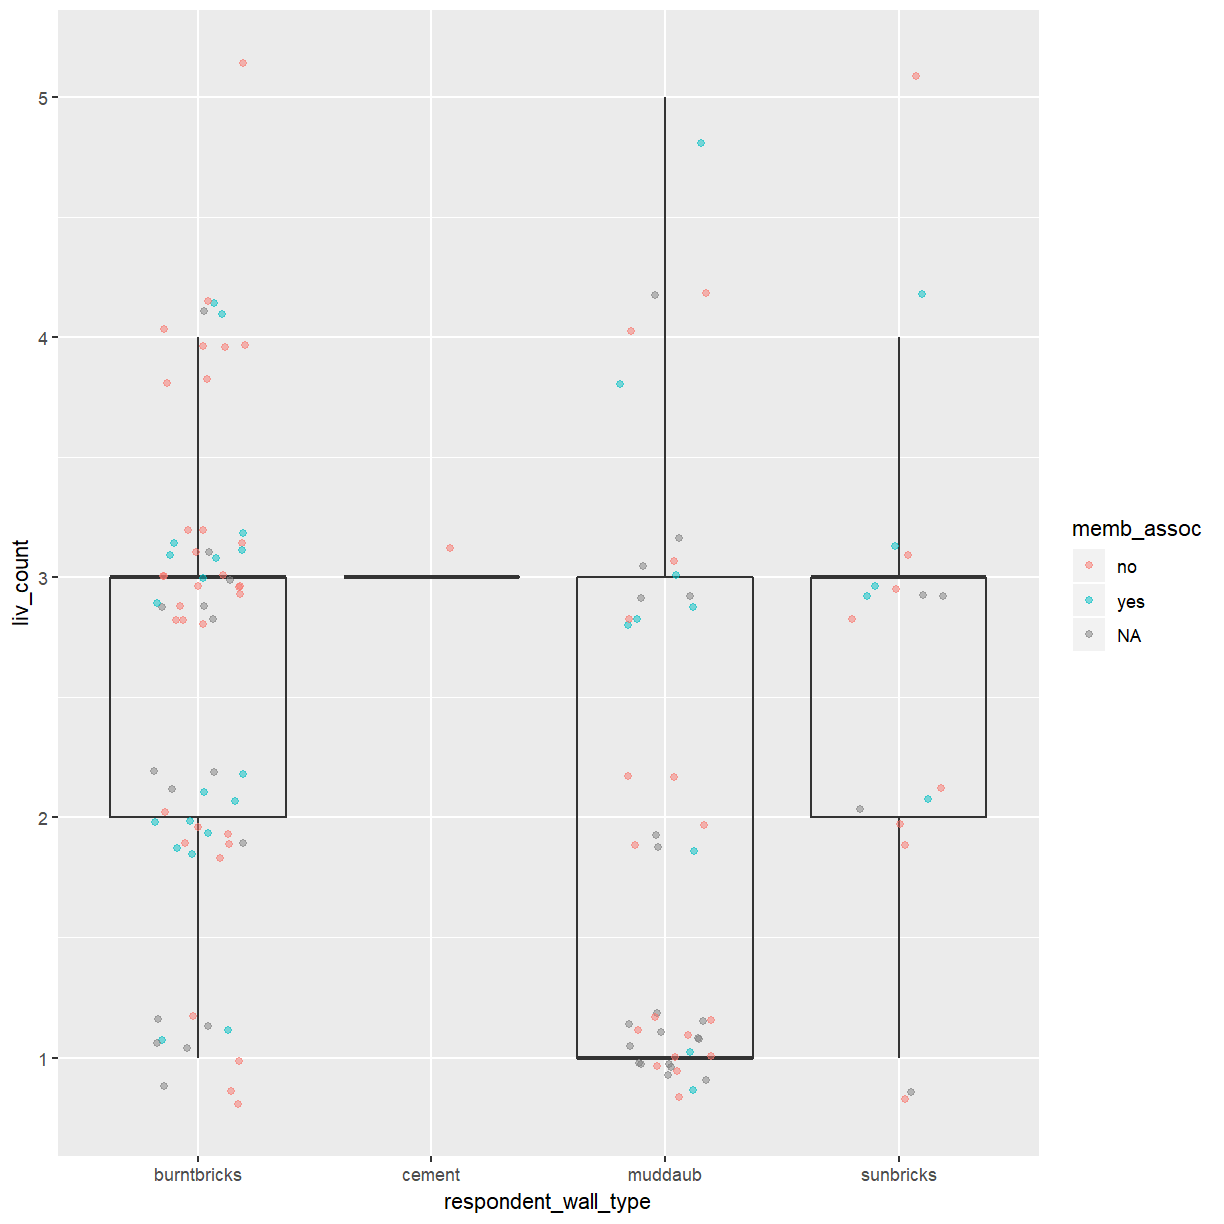 5
4
3
2
1
liv_count
burntbricks cement muddaub sunbricks
respondent_wall_type
memb_assoc
no
yes
NA